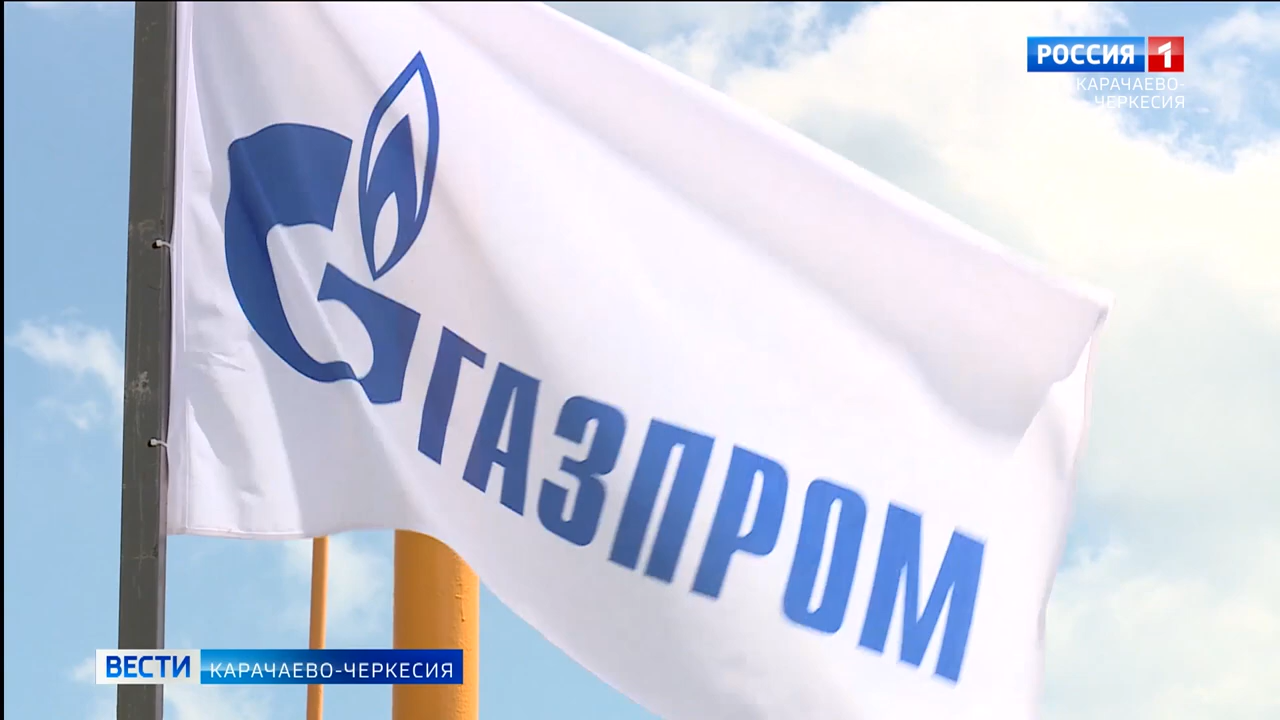 РОССИЯ 1
КАРАЧАЕВО-
ЧЕРКЕСИЯ
ГАЗПРОМ
ВЕСТИ КАРАЧАЕВО-ЧЕРКЕСИЯ